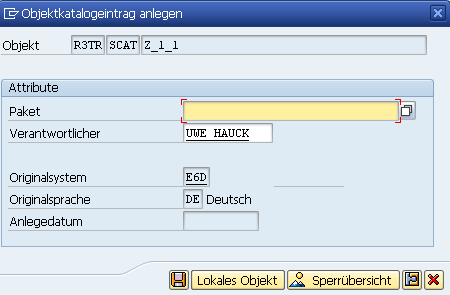 Objektkatalogeintrag anlegen
Objekt R3TR SCAT Z_1_1
Attribute
Paket
Verantwortlicher UWE HAUCK
Originalsystem E6D
Originalsprache DE Deutsch
Anlegedatum
Lokales Objekt Sperrübersicht